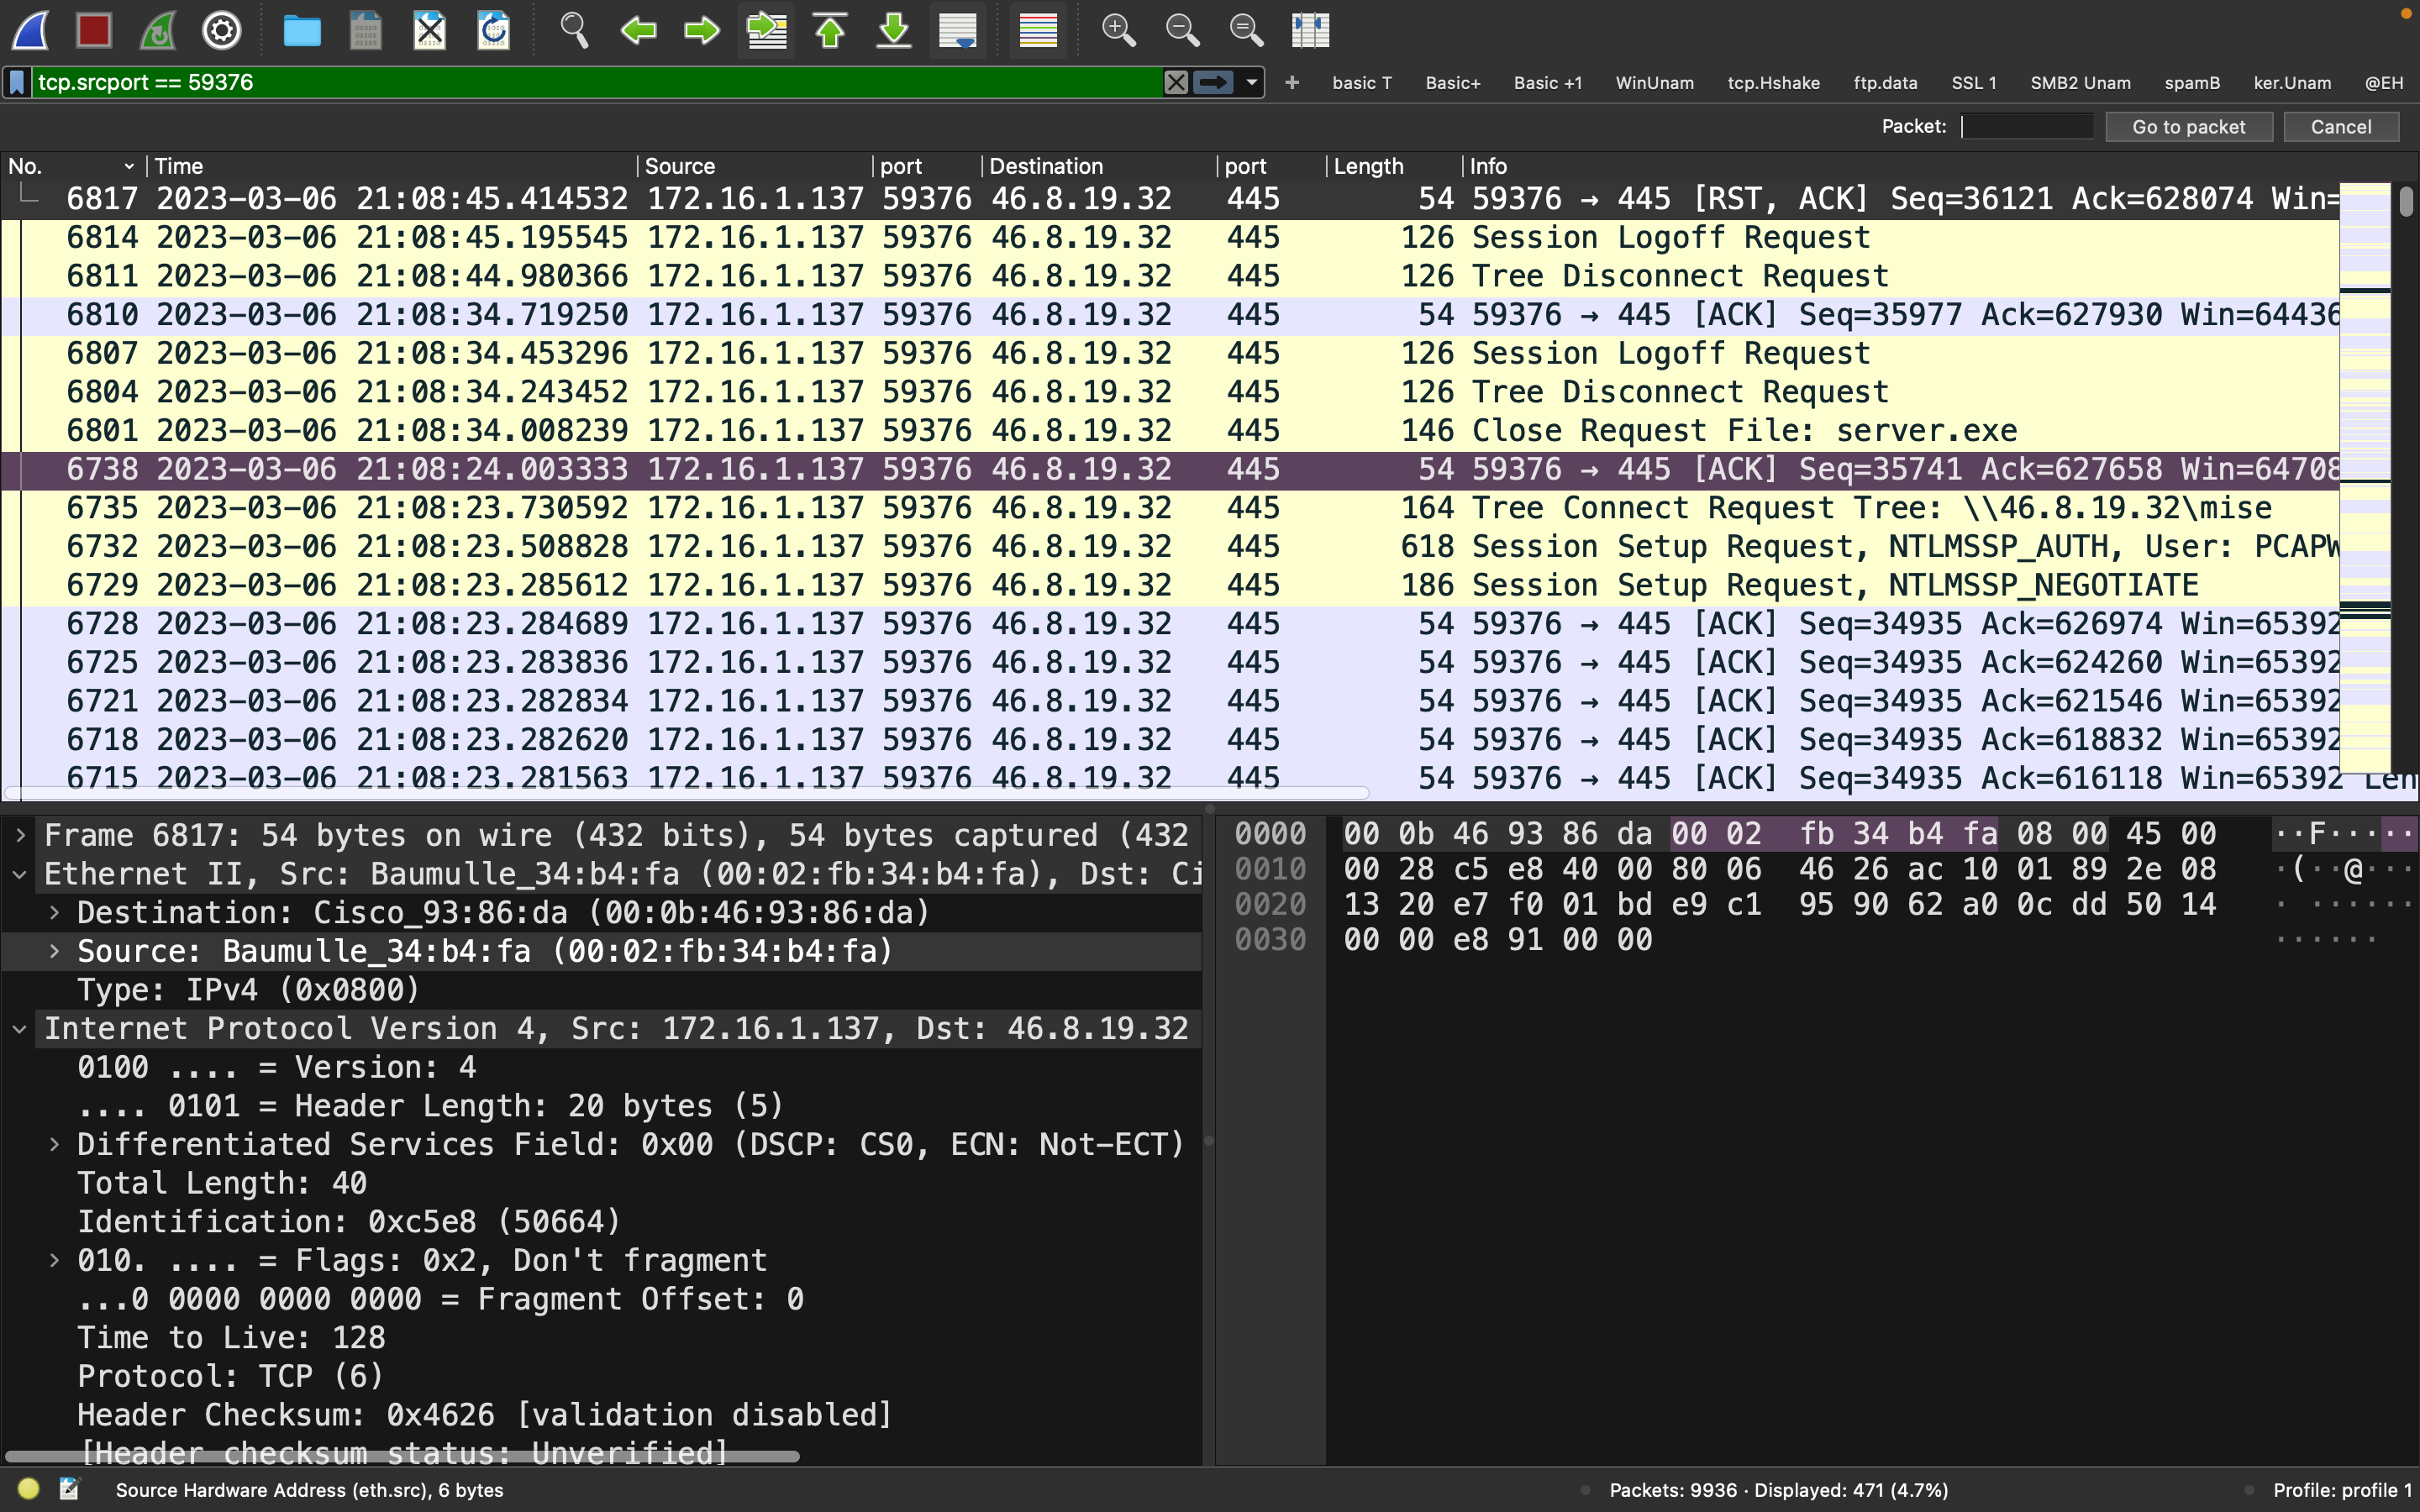 tcp.srcport == 59376
+ basic T Basic+ Basic +1 WinUnam tcp.Hshake ftp.data SSL 1 SMB2 Unam spamB ker.Unam @EH
Packet: Go to packet Cancel
No. Time Source port Destination port Length Info
6817 2023-03-06 21:08:45.414532 172.16.1.137 59376 46.8.19.32 445 54 59376 → 445 [RST, ACK] Seq=36121 Ack=628074 Win=
6814 2023-03-06 21:08:45.195545 172.16.1.137 59376 46.8.19.32 445 126 Session Logoff Request
6811 2023-03-06 21:08:44.980366 172.16.1.137 59376 46.8.19.32 445 126 Tree Disconnect Request
6810 2023-03-06 21:08:34.719250 172.16.1.137 59376 46.8.19.32 445 54 59376 → 445 [ACK] Seq=35977 Ack=627930 Win=64436
6807 2023-03-06 21:08:34.453296 172.16.1.137 59376 46.8.19.32 445 126 Session Logoff Request
6804 2023-03-06 21:08:34.243452 172.16.1.137 59376 46.8.19.32 445 126 Tree Disconnect Request
6801 2023-03-06 21:08:34.008239 172.16.1.137 59376 46.8.19.32 445 146 Close Request File: server.exe
6738 2023-03-06 21:08:24.003333 172.16.1.137 59376 46.8.19.32 445 54 59376 → 445 [ACK] Seq=35741 Ack=627658 Win=64708
6735 2023-03-06 21:08:23.730592 172.16.1.137 59376 46.8.19.32 445 164 Tree Connect Request Tree: \\46.8.19.32\mise
6732 2023-03-06 21:08:23.508828 172.16.1.137 59376 46.8.19.32 445 618 Session Setup Request, NTLMSSP_AUTH, User: PCAPW
6729 2023-03-06 21:08:23.285612 172.16.1.137 59376 46.8.19.32 445 186 Session Setup Request, NTLMSSP_NEGOTIATE
6728 2023-03-06 21:08:23.284689 172.16.1.137 59376 46.8.19.32 445 54 59376 → 445 [ACK] Seq=34935 Ack=626974 Win=65392
6725 2023-03-06 21:08:23.283836 172.16.1.137 59376 46.8.19.32 445 54 59376 → 445 [ACK] Seq=34935 Ack=624260 Win=65392
6721 2023-03-06 21:08:23.282834 172.16.1.137 59376 46.8.19.32 445 54 59376 → 445 [ACK] Seq=34935 Ack=621546 Win=65392
6718 2023-03-06 21:08:23.282620 172.16.1.137 59376 46.8.19.32 445 54 59376 → 445 [ACK] Seq=34935 Ack=618832 Win=65392
6715 2023-03-06 21:08:23.281563 172.16.1.137 59376 46.8.19.32 445 54 59376 → 445 [ACK] Seq=34935 Ack=616118 Win=65392 Len
Frame 6817: 54 bytes on wire (432 bits), 54 bytes captured (432
Ethernet II, Src: Baumulle_34:b4:fa (00:02:fb:34:b4:fa), Dst: Ci
Destination: Cisco_93:86:da (00:0b:46:93:86:da)
Source: Baumulle_34:b4:fa (00:02:fb:34:b4:fa)
Type: IPv4 (0x0800)
Internet Protocol Version 4, Src: 172.16.1.137, Dst: 46.8.19.32
0100 .... = Version: 4
.... 0101 = Header Length: 20 bytes (5)
Differentiated Services Field: 0x00 (DSCP: CS0, ECN: Not-ECT)
Total Length: 40
Identification: 0xc5e8 (50664)
010. .... = Flags: 0x2, Don't fragment
...0 0000 0000 0000 = Fragment Offset: 0
Time to Live: 128
Protocol: TCP (6)
Header Checksum: 0x4626 [validation disabled]
[Header checksum status: Unverified]
0000 00 0b 46 93 86 da 00 02 fb 34 b4 fa 08 00 45 00 ··F·····
0010 00 28 c5 e8 40 00 80 06 46 26 ac 10 01 89 2e 08 ·(··@···
0020 13 20 e7 f0 01 bd e9 c1 95 90 62 a0 0c dd 50 14 · ······
0030 00 00 e8 91 00 00 ······
Source Hardware Address (eth.src), 6 bytes
Packets: 9936 · Displayed: 471 (4.7%)
Profile: profile 1